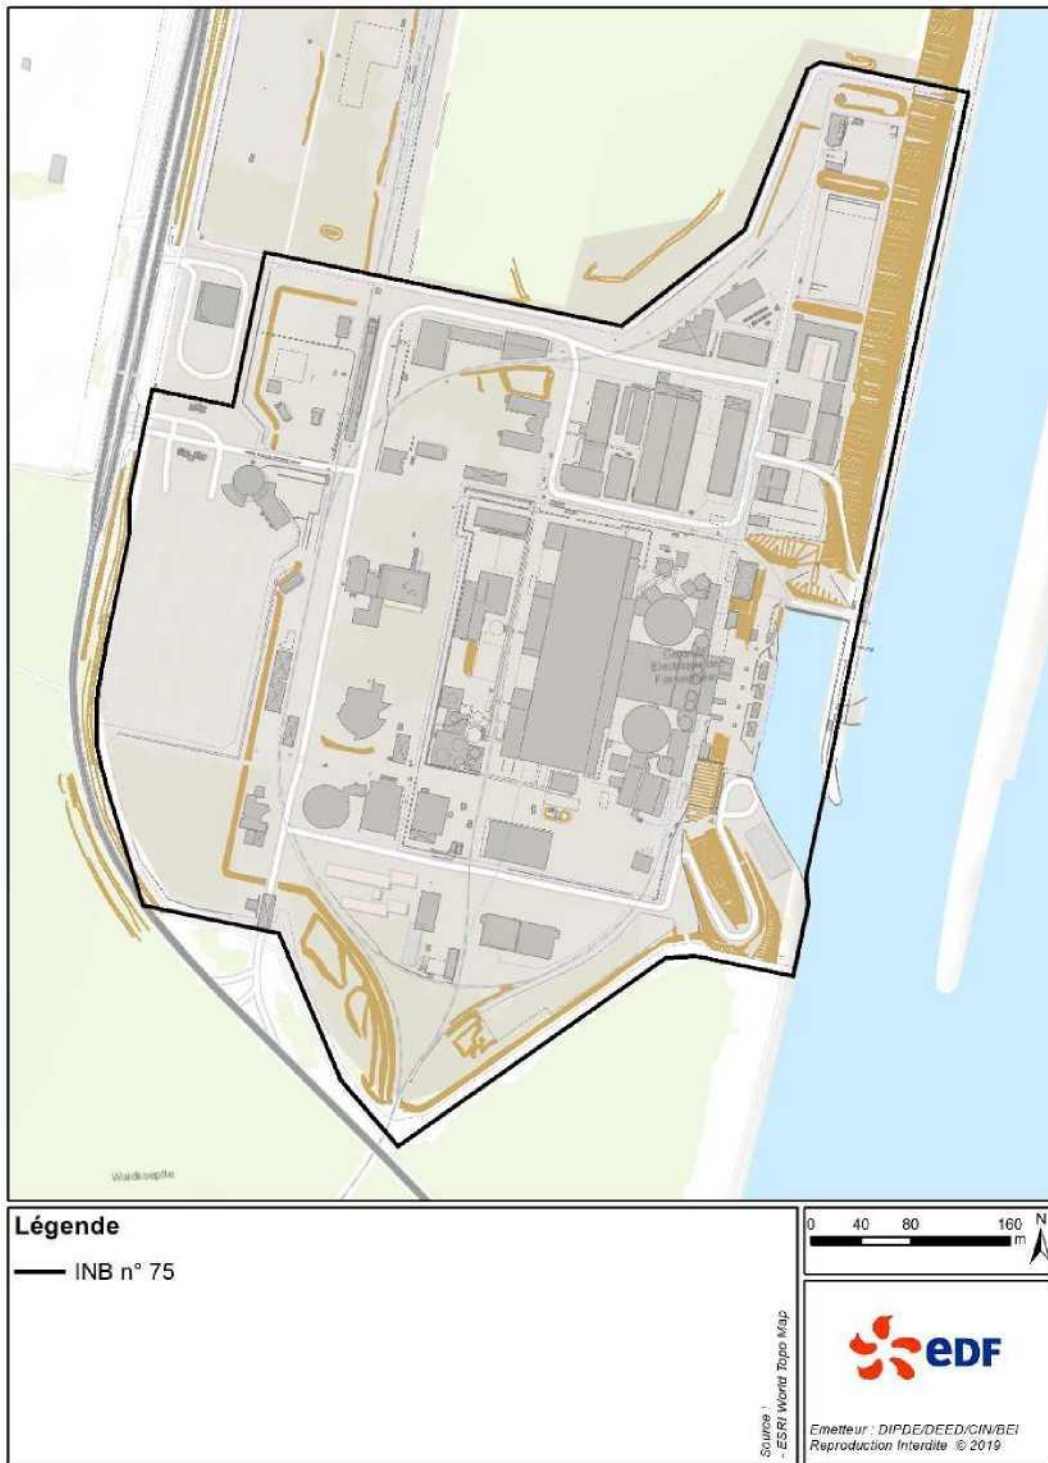 Waldkoepfle
Légende
INB n° 75
0 40 80 160
m
N
Source :
- ESRI World Topo Map
eDF
Emetteur : DIPDE/DEED/CIN/BEI
Reproduction Interdite © 2019